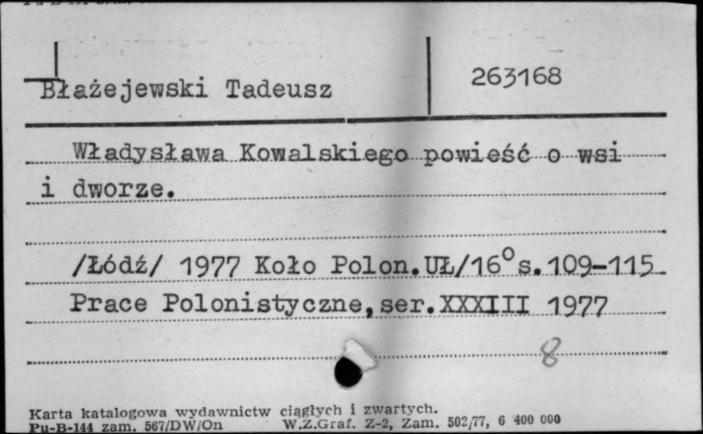 Błażejewski Tadeusz 263168
Władysława Kowalskiego powieść o wsi
i dworze.
/Łódź/ 1977 Koło Polon.UŁ/16° s.109-115
Prace Polonistyczne,ser.XXXIII 1977
8
Karta katalogowa wydawnictw ciągłych i zwartych.
Pu-B-144 zam. 567/DW/On W.Z.Graf. Z-2, Zam. 502/77, 6 400 000